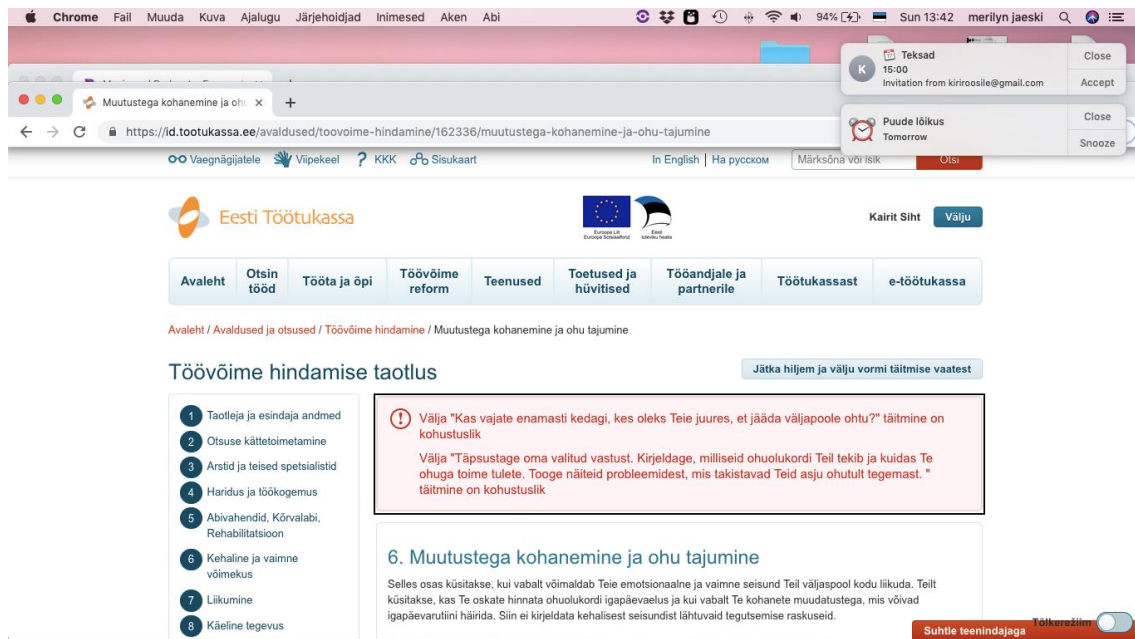 Chrome Fail Muuda Kuva Ajalugu Järjehoidjad Inimesed Aken Abi 94% Sun 13:42 merilyn jaeski
Teksad
15:00
Invitation from kiriroosile@gmail.com
Close
Accept
K
Puude lõikus
Tomorrow
Close
Snooze
Muutustega kohanemine ja ohu
https://id.tootukassa.ee/avaldused/toovoime-hindamine/162336/muutustega-kohanemine-ja-ohu-tajumine
Vaegnägijatele Viipekeel ? KKK Sisukaart In English | На русском Märksõna või isik Otsi
Eesti Töötukassa
Euroopa Liit
Euroopa Sotsiaalfond
Eesti
tuleviku heaks
Kairit Siht Välju
Avaleht
Otsin tööd
Tööta ja õpi
Töövõime reform
Teenused
Toetused ja hüvitised
Tööandjale ja partnerile
Töötukassast
e-töötukassa
Avaleht / Avaldused ja otsused / Töövõime hindamine / Muutustega kohanemine ja ohu tajumine
Töövõime hindamise taotlus
Jätka hiljem ja välju vormi täitmise vaatest
1 Taotleja ja esindaja andmed
2 Otsuse kättetoimetamine
3 Arstid ja teised spetsialistid
4 Haridus ja töökogemus
5 Abivahendid, Kõrvalabi,
Rehabilitatsioon
6 Kehaline ja vaimne
võimekus
7 Liikumine
8 Käeline tegevus
Välja "Kas vajate enamasti kedagi, kes oleks Teie juures, et jääda väljapoole ohtu?" täitmine on
kohustuslik
Välja "Täpsustage oma valitud vastust. Kirjeldage, milliseid ohuolukordi Teil tekib ja kuidas Te
ohuga toime tulete. Tooge näiteid probleemidest, mis takistavad Teid asju ohutult tegemast. "
täitmine on kohustuslik
6. Muutustega kohanemine ja ohu tajumine
Selles osas küsitakse, kui vabalt võimaldab Teie emotsionaalne ja vaimne seisund Teil väljaspool kodu liikuda. Teilt
küsitakse, kas Te oskate hinnata ohuolukordi igapäevaelus ja kui vabalt Te kohanete muudatustega, mis võivad
igapäevarutiini häirida. Siin ei kirjeldata kehalisest seisundist lähtuvaid tegutsemise raskuseid.
Tõlkerežiim
Suhtle teenindajaga